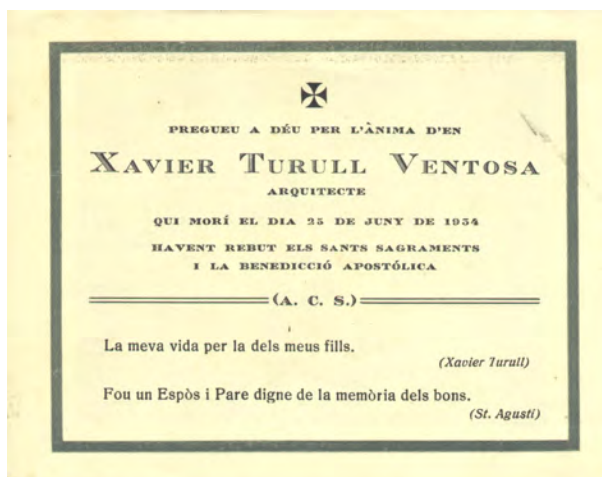 PREGUEU A DÉU PER L'ÀNIMA D'EN
XAVIER TURULL VENTOSA
ARQUITECTE
QUI MORÍ EL DIA 25 DE JUNY DE 1934
HAVENT REBUT ELS SANTS SAGRAMENTS
I LA BENEDICCIÓ APOSTÓLICA
(A. C. S.)
La meva vida per la dels meus fills.
(Xavier Turull)
Fou un Espòs i Pare digne de la memòria dels bons.
(St. Agustí)